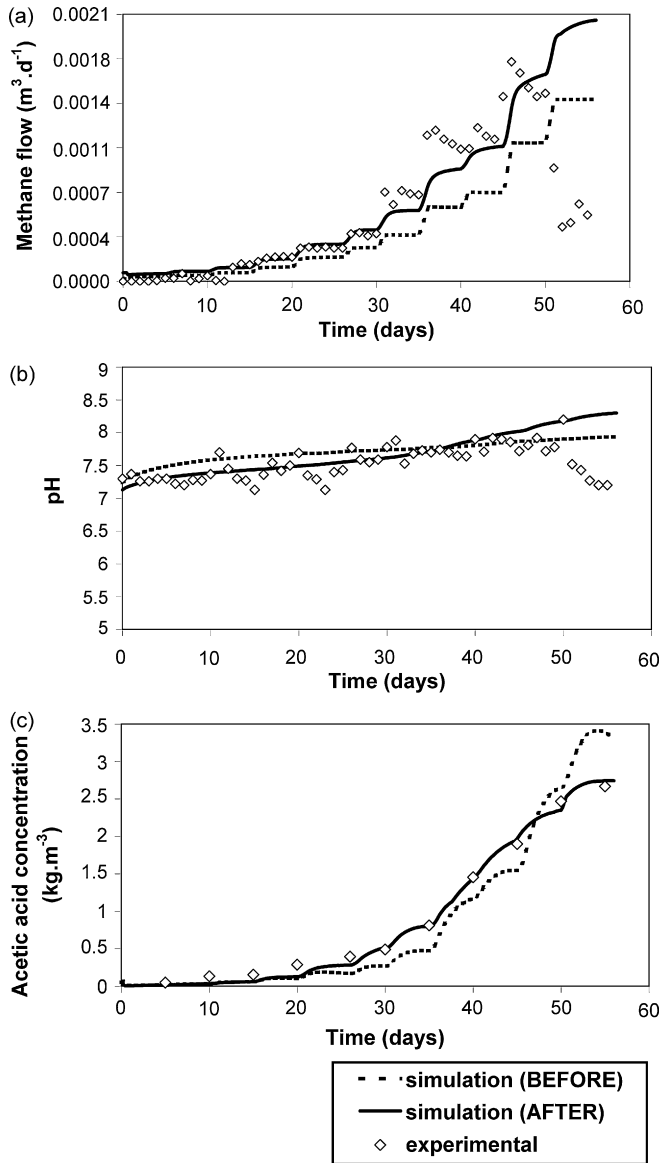 (a)
Methane flow (m³.d⁻¹)
0.0021
0.0018
0.0014
0.0011
0.0007
0.0004
0.0000
0 10 20 30 40 50 60
Time (days)
(b)
pH
9
8.5
8
7.5
7
6.5
6
5.5
5
0 10 20 30 40 50 60
Time (days)
(c)
Acetic acid concentration
(kg.m⁻³)
3.5
3
2.5
2
1.5
1
0.5
0
0 10 20 30 40 50 60
Time (days)
simulation (BEFORE)
simulation (AFTER)
experimental